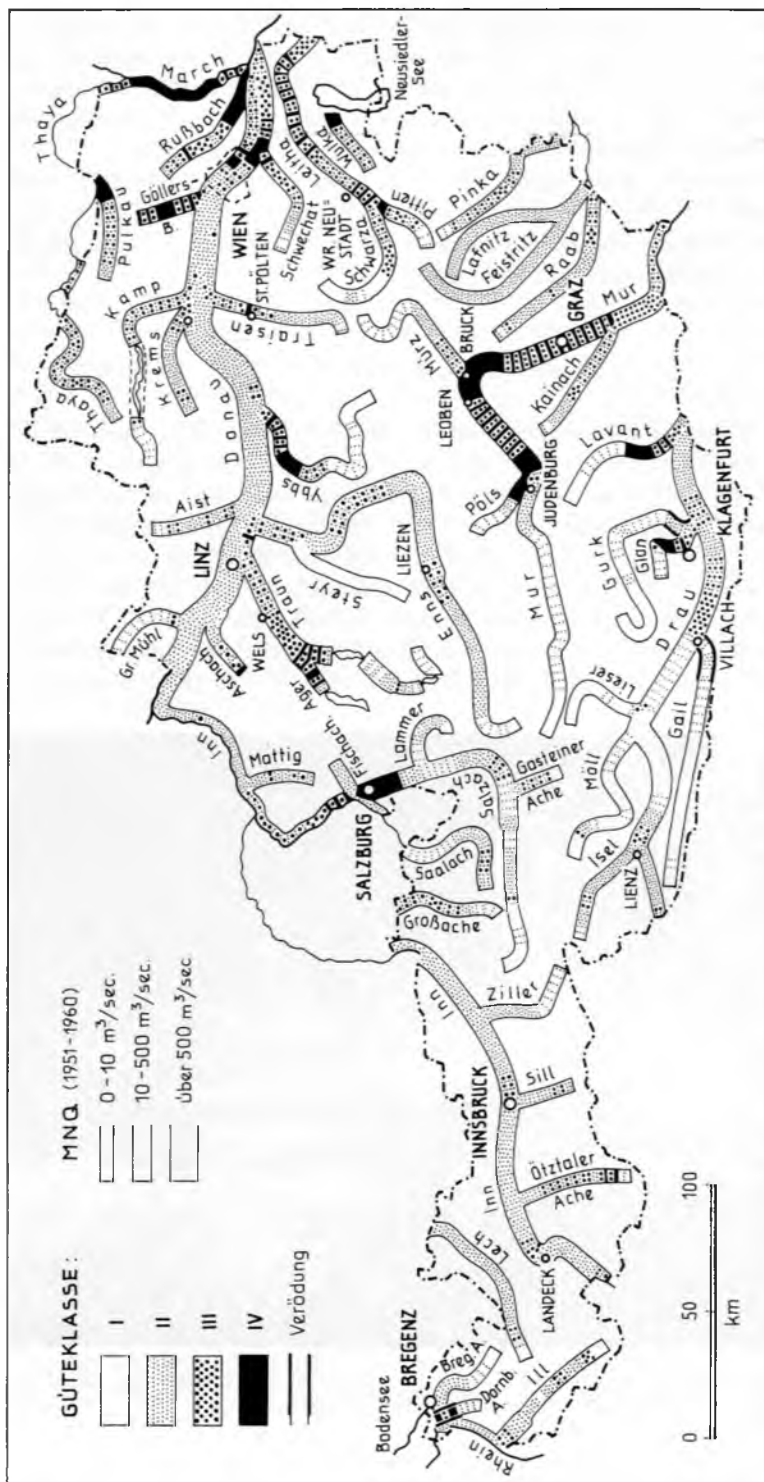 GÜTEKLASSE:
I
II
III
IV
Verödung
MNQ (1951-1960)
0-10 m³/sec.
10-500 m³/sec.
über 500 m³/sec.
0
50
100
km
Bodensee
BREGENZ
Breg. A.
Dornb. A.
Rhein
Ill
Lech
LANDECK
Inn
Ötztaler
Ache
INNSBRUCK
Sill
Ziller
Inn
Großache
Saalach
SALZBURG
Fischach.
Lammer
Salzach
Gasteiner
Ache
Mattig
Inn
Isel
LIENZ
Möll
Lieser
Gail
VILLACH
Drau
KLAGENFURT
Glan
Gurk
Lavant
Gr. Mühl
Aschach
LINZ
WELS
Traun
Ager
Steyr
LIEZEN
Enns
Aist
Donau
Ybbs
Mur
Pöls
JUDENBURG
LEOBEN
BRUCK
Mürz
GRAZ
Kainach
Mur
Raab
Feistritz
Lafnitz
Pinka
Thaya
Kamp
Krems
ST. PÖLTEN
Traisen
WIEN
Schwechat
WR. NEU=
STADT
Schwarza
Pitten
Leitha
Wulka
Neusiedler-
See
Pulkau
Göllers-
B.
Rußbach
March
Thaya